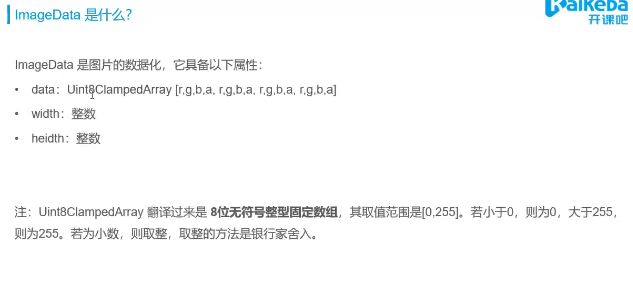 ImageData 是什么？
KaiKeBa
开课吧
ImageData 是图片的数据化，它具备以下属性：
• data：Uint8ClampedArray [r,g,b,a, r,g,b,a, r,g,b,a, r,g,b,a]
• width：整数
• heidth：整数
注：Uint8ClampedArray 翻译过来是 8位无符号整型固定数组，其取值范围是[0,255]。若小于0，则为0，大于255，
则为255。若为小数，则取整，取整的方法是银行家舍入。